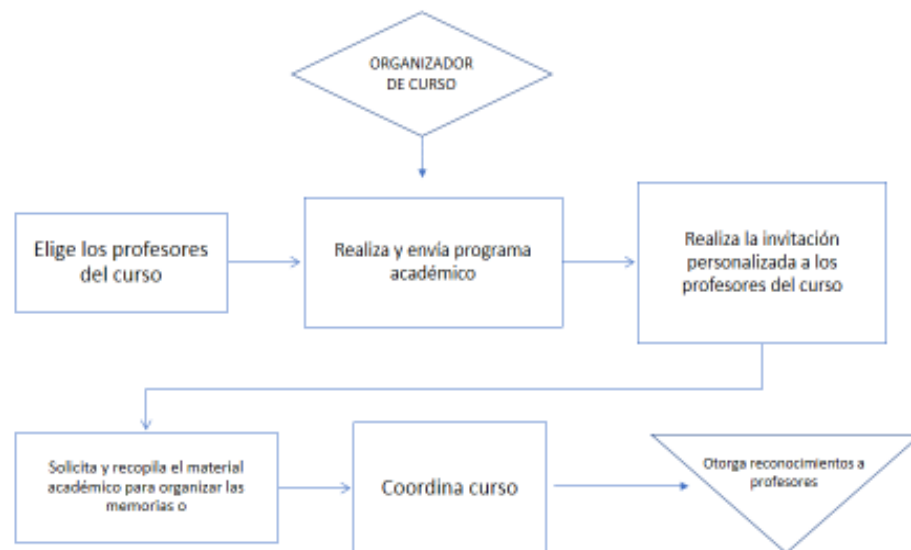 ORGANIZADOR
DE CURSO
Elige los profesores
del curso
Realiza y envía programa
académico
Realiza la invitación
personalizada a los
profesores del curso
Solicita y recopila el material
académico para organizar las
memorias o
Coordina curso
Otorga reconocimientos a
profesores